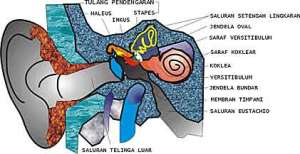 TULANG PENDENGARAN
MALEUS
STAPES
INKUS
SALURAN SETENGAH LINGKARAN
JENDELA OVAL
SARAF VERSTIBULUM
SARAF KOKLEAR
KOKLEA
VERSITIBULUM
JENDELA BUNDAR
MEMBRAN TIMPANI
SALURAN EUSTACHIO
SALURAN TELINGA LUAR